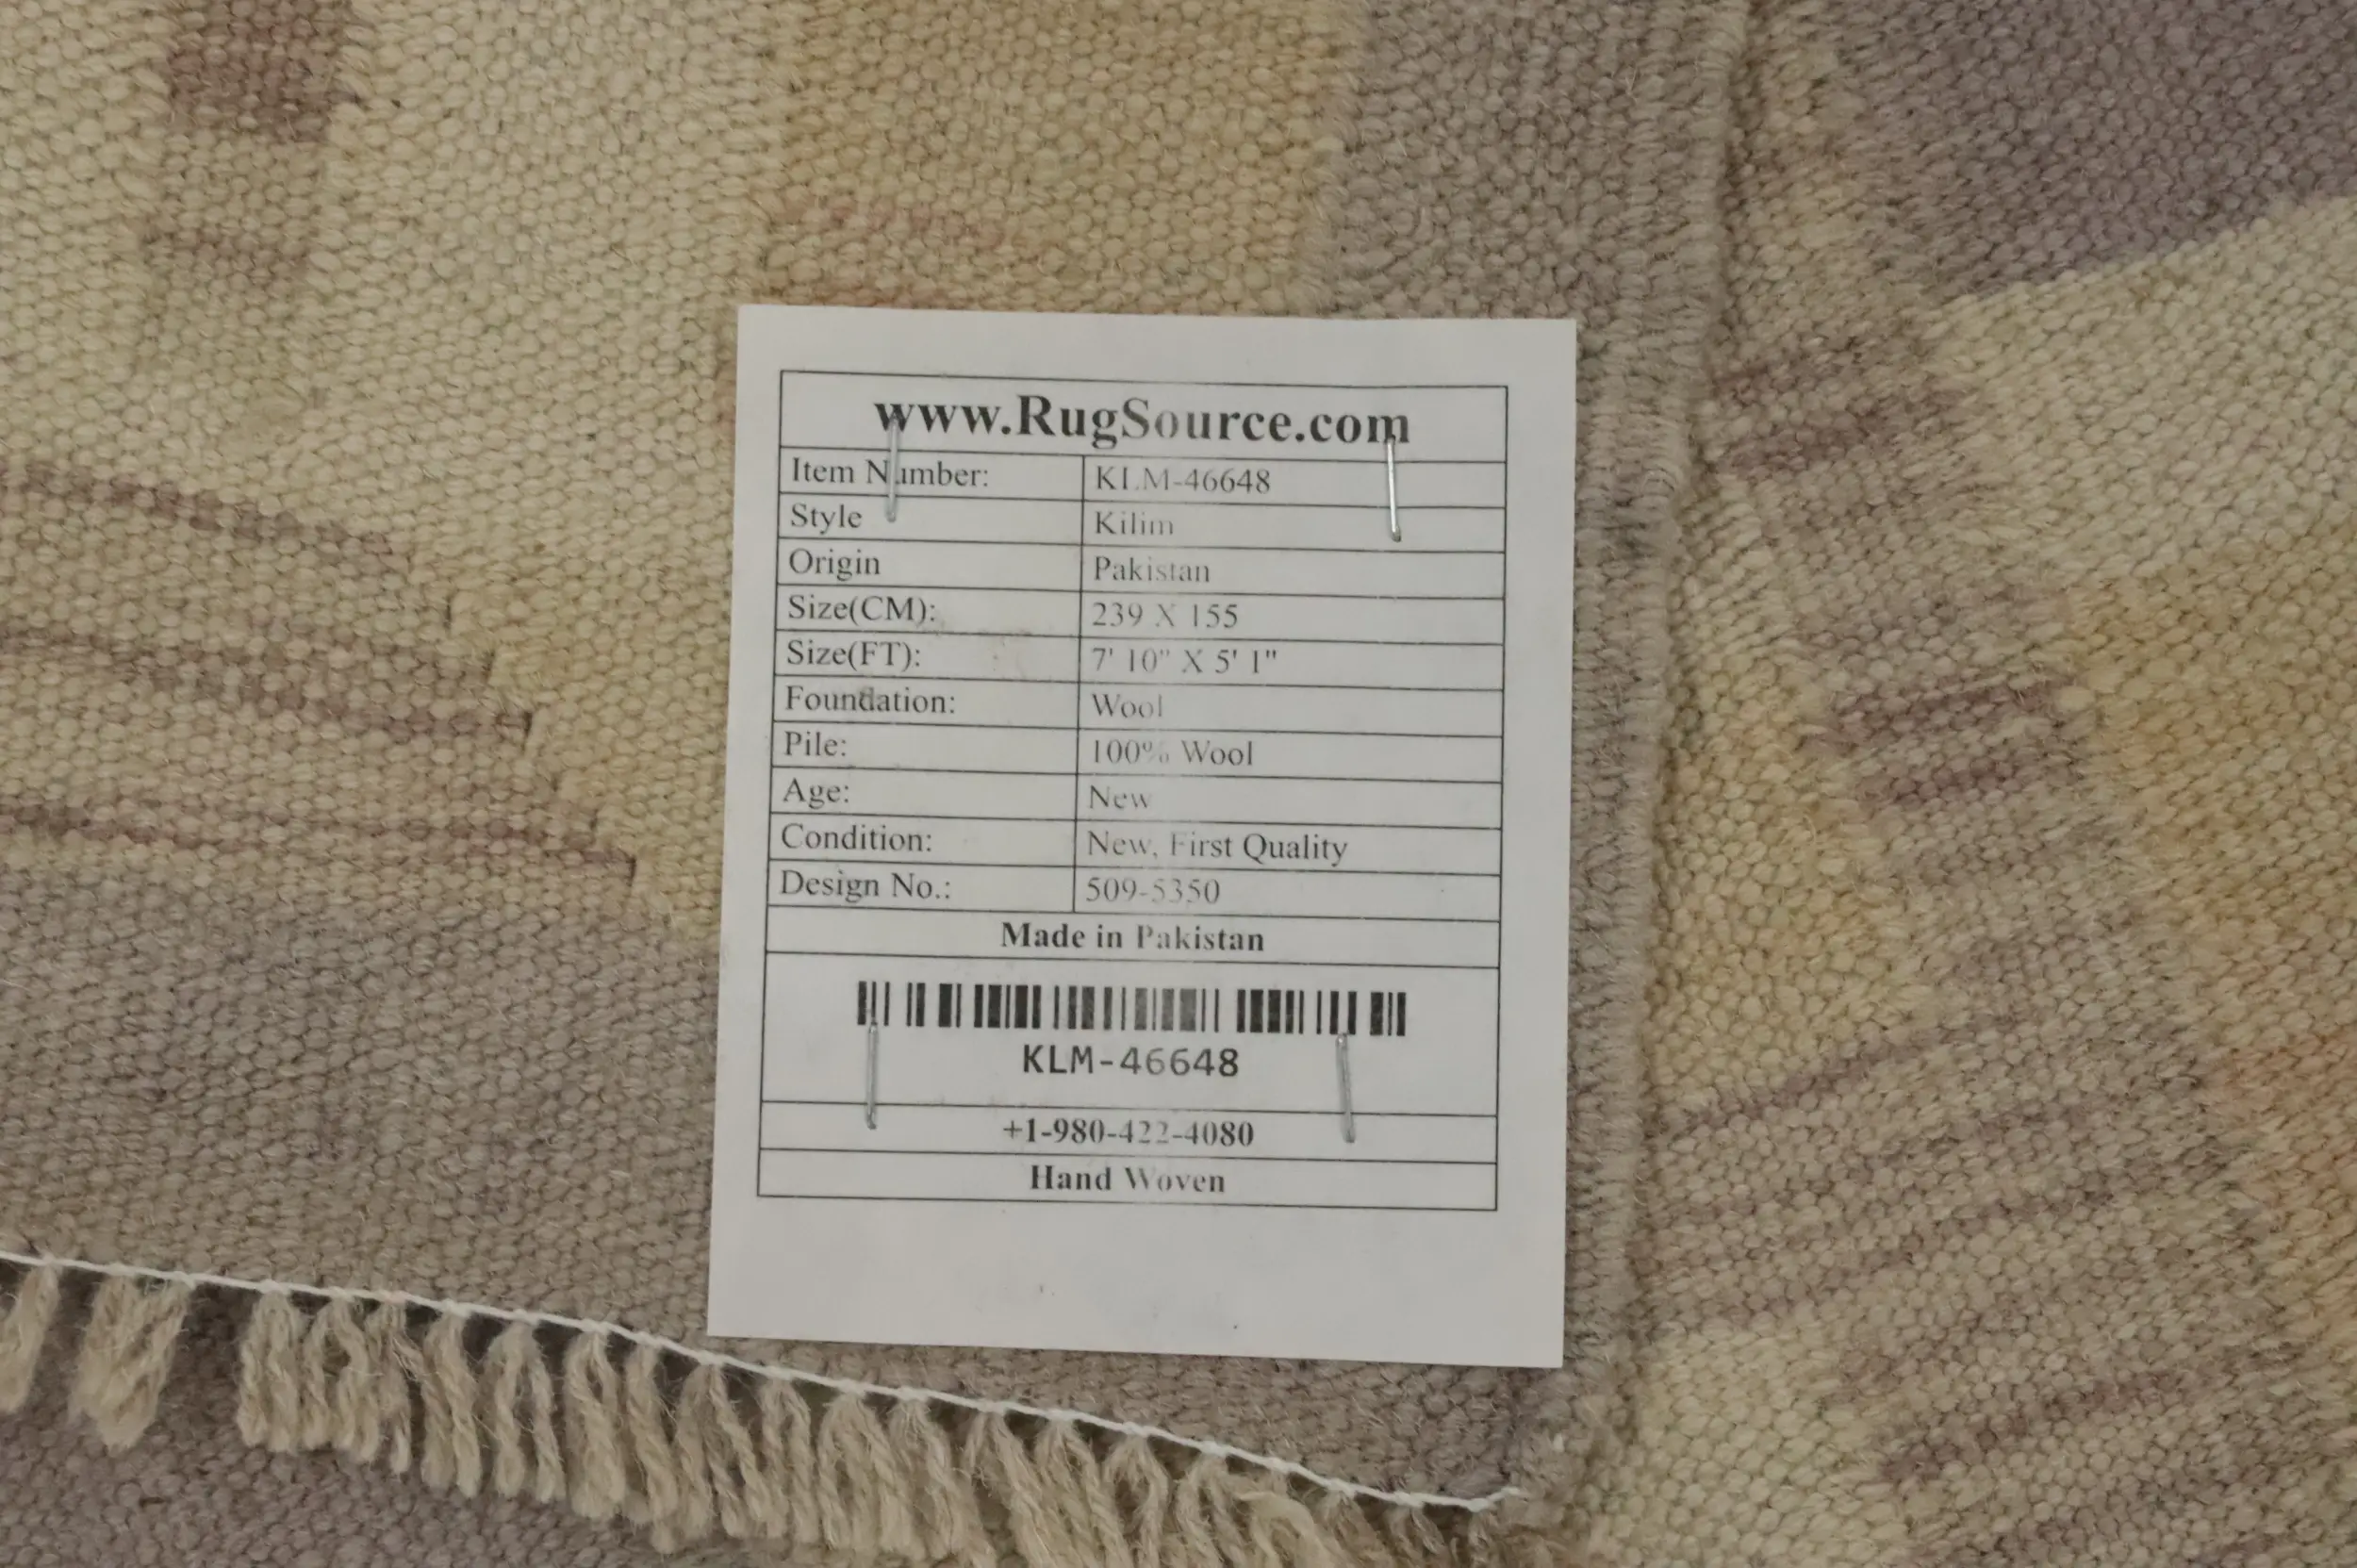 www.RugSource.com
Item Number: KLM-46648
Style Kilim
Origin Pakistan
Size(CM): 239 X 155
Size(FT): 7' 10" X 5' 1"
Foundation: Wool
Pile: 100% Wool
Age: New
Condition: New, First Quality
Design No.: 509-5350
Made in Pakistan
KLM-46648
+1-980-422-4080
Hand Woven